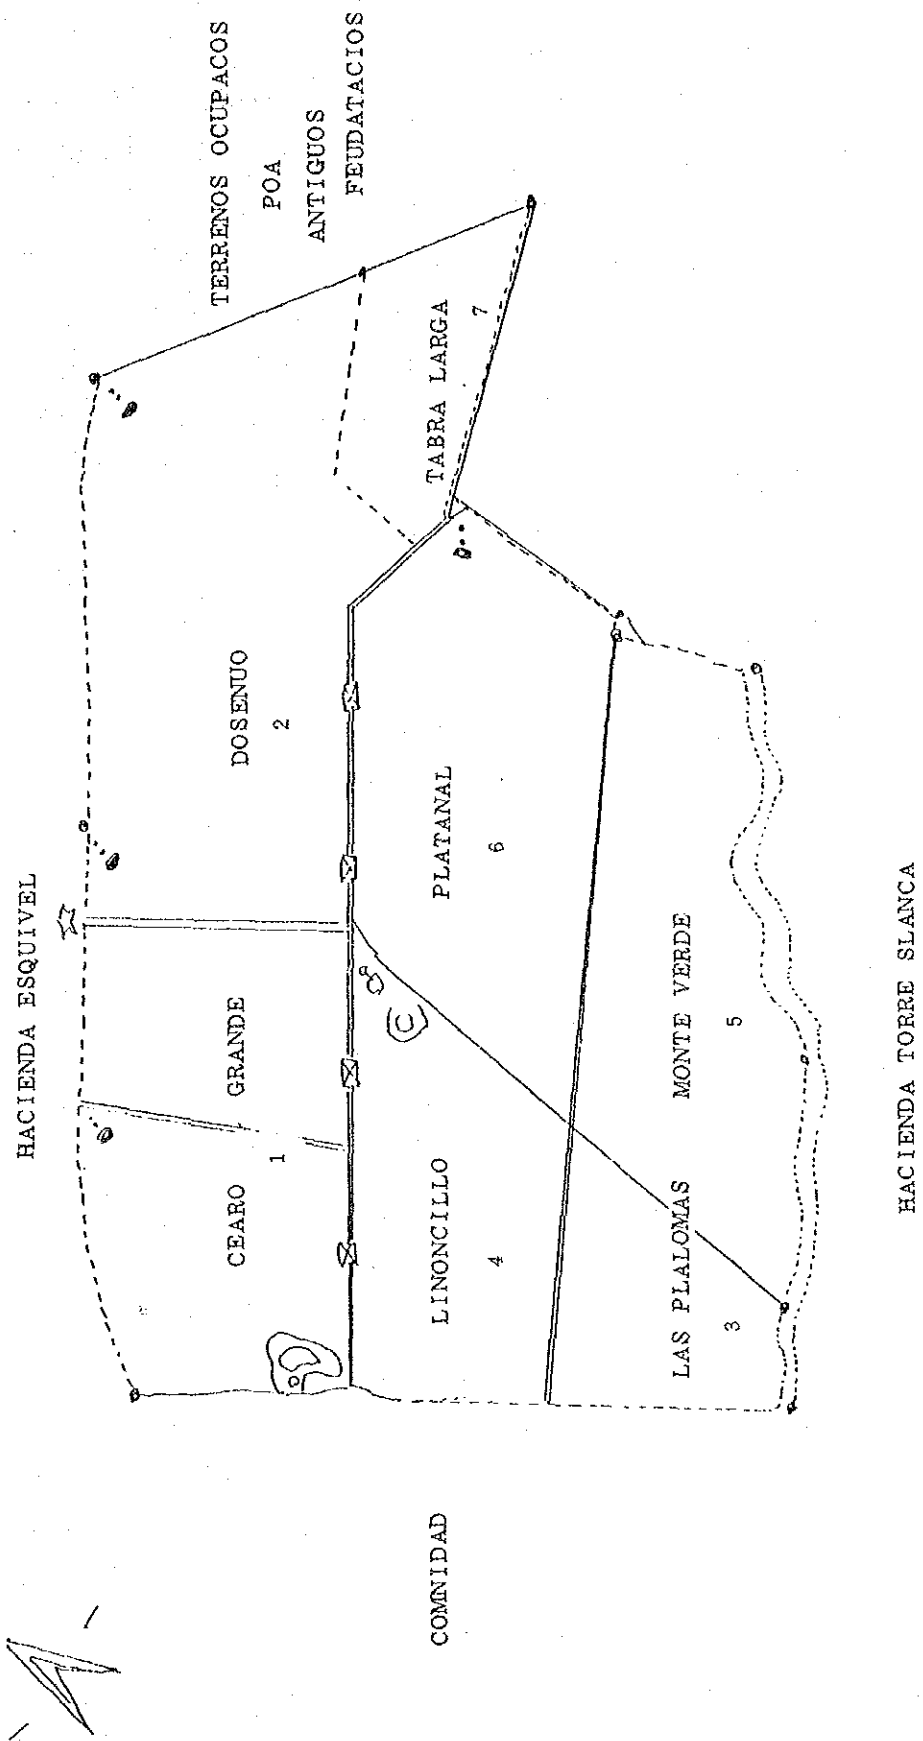 HACIENDA ESQUIVEL
TERRENOS OCUPACOS
POA
ANTIGUOS
FEUDATACIOS
CEARO GRANDE
1
DOSENUO
2
TABRA LARGA
7
LINONCILLO
4
PLATANAL
6
LAS PLALOMAS
3
MONTE VERDE
5
COMNIDAD
HACIENDA TORRE SLANCA